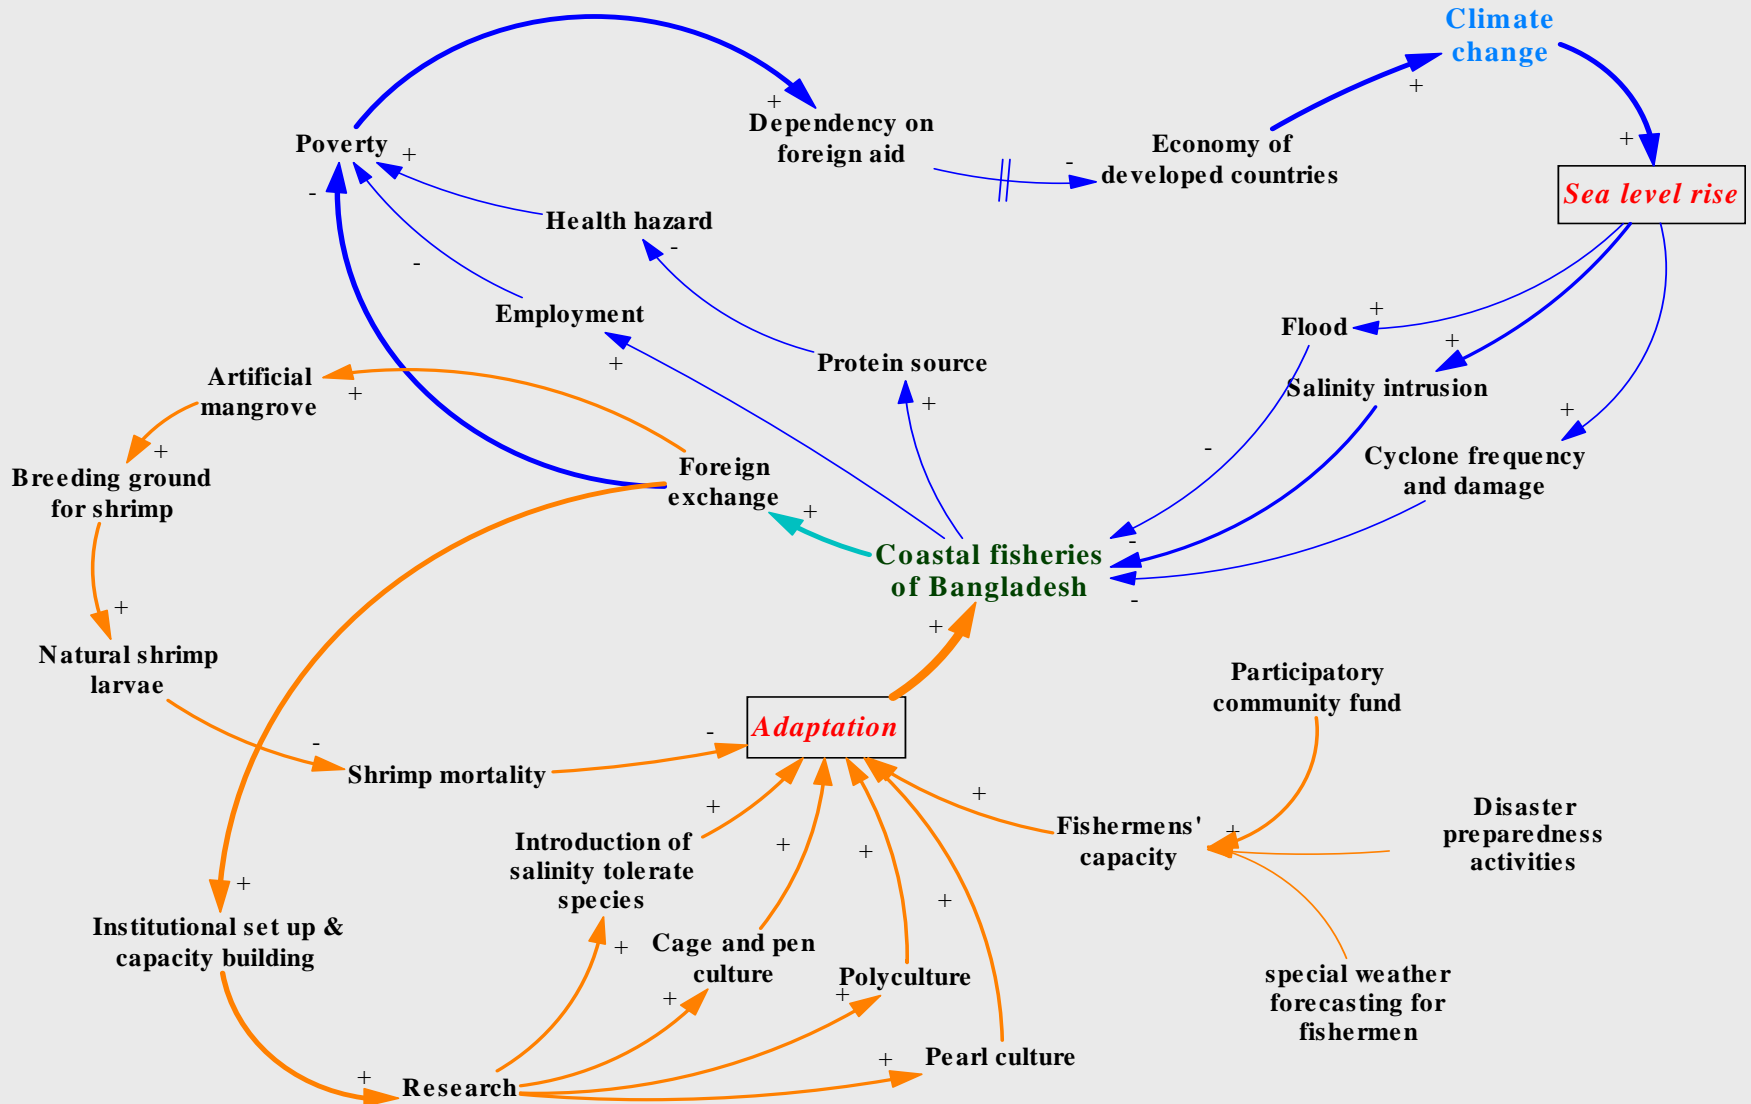 Climate
change
Poverty
Dependency on
foreign aid
Economy of
developed countries
Sea level rise
Health hazard
Employment
Flood
Protein source
Salinity intrusion
Artificial
mangrove
Cyclone frequency
and damage
Breeding ground
for shrimp
Foreign
exchange
Coastal fisheries
of Bangladesh
Natural shrimp
larvae
Participatory
community fund
Adaptation
Shrimp mortality
Disaster
preparedness
activities
Fishermens'
capacity
Introduction of
salinity tolerate
species
Institutional set up &
capacity building
Cage and pen
culture
Polyculture
special weather
forecasting for
fishermen
Pearl culture
Research